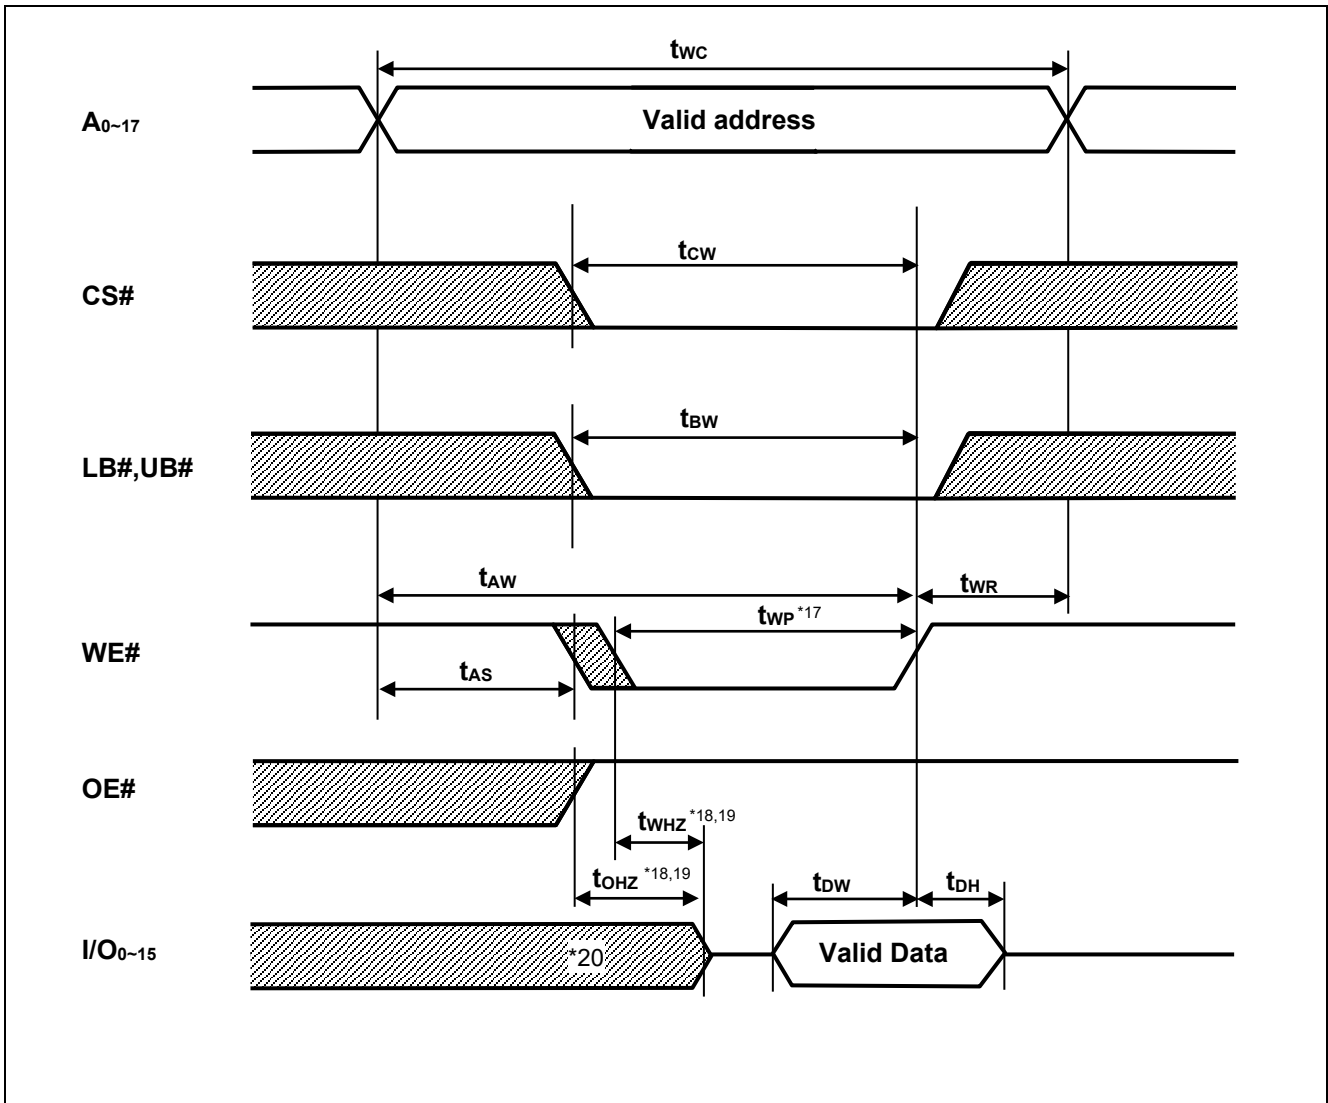 tWC
A0~17
Valid address
tCW
CS#
tBW
LB#,UB#
tAW
tWR
tWP *17
WE#
tAS
OE#
tWHZ *18,19
tOHZ *18,19
tDW
tDH
I/O0~15
*20
Valid Data